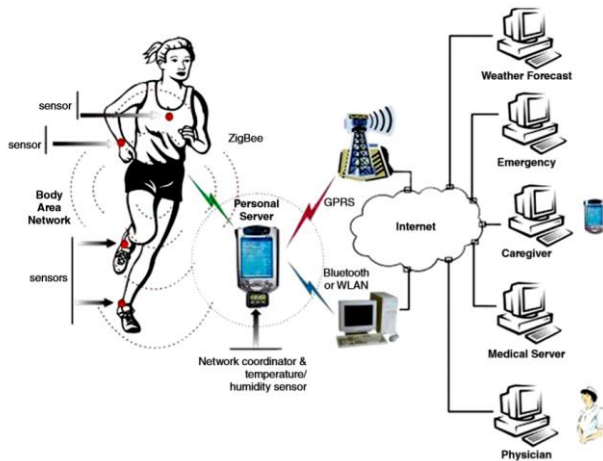 sensor
sensor
ZigBee
Body
Area
Network
sensors
Personal
Server
Network coordinator &
temperature/
humidity sensor
GPRS
Bluetooth
or WLAN
Internet
Weather Forecast
Emergency
Caregiver
Medical Server
Physician